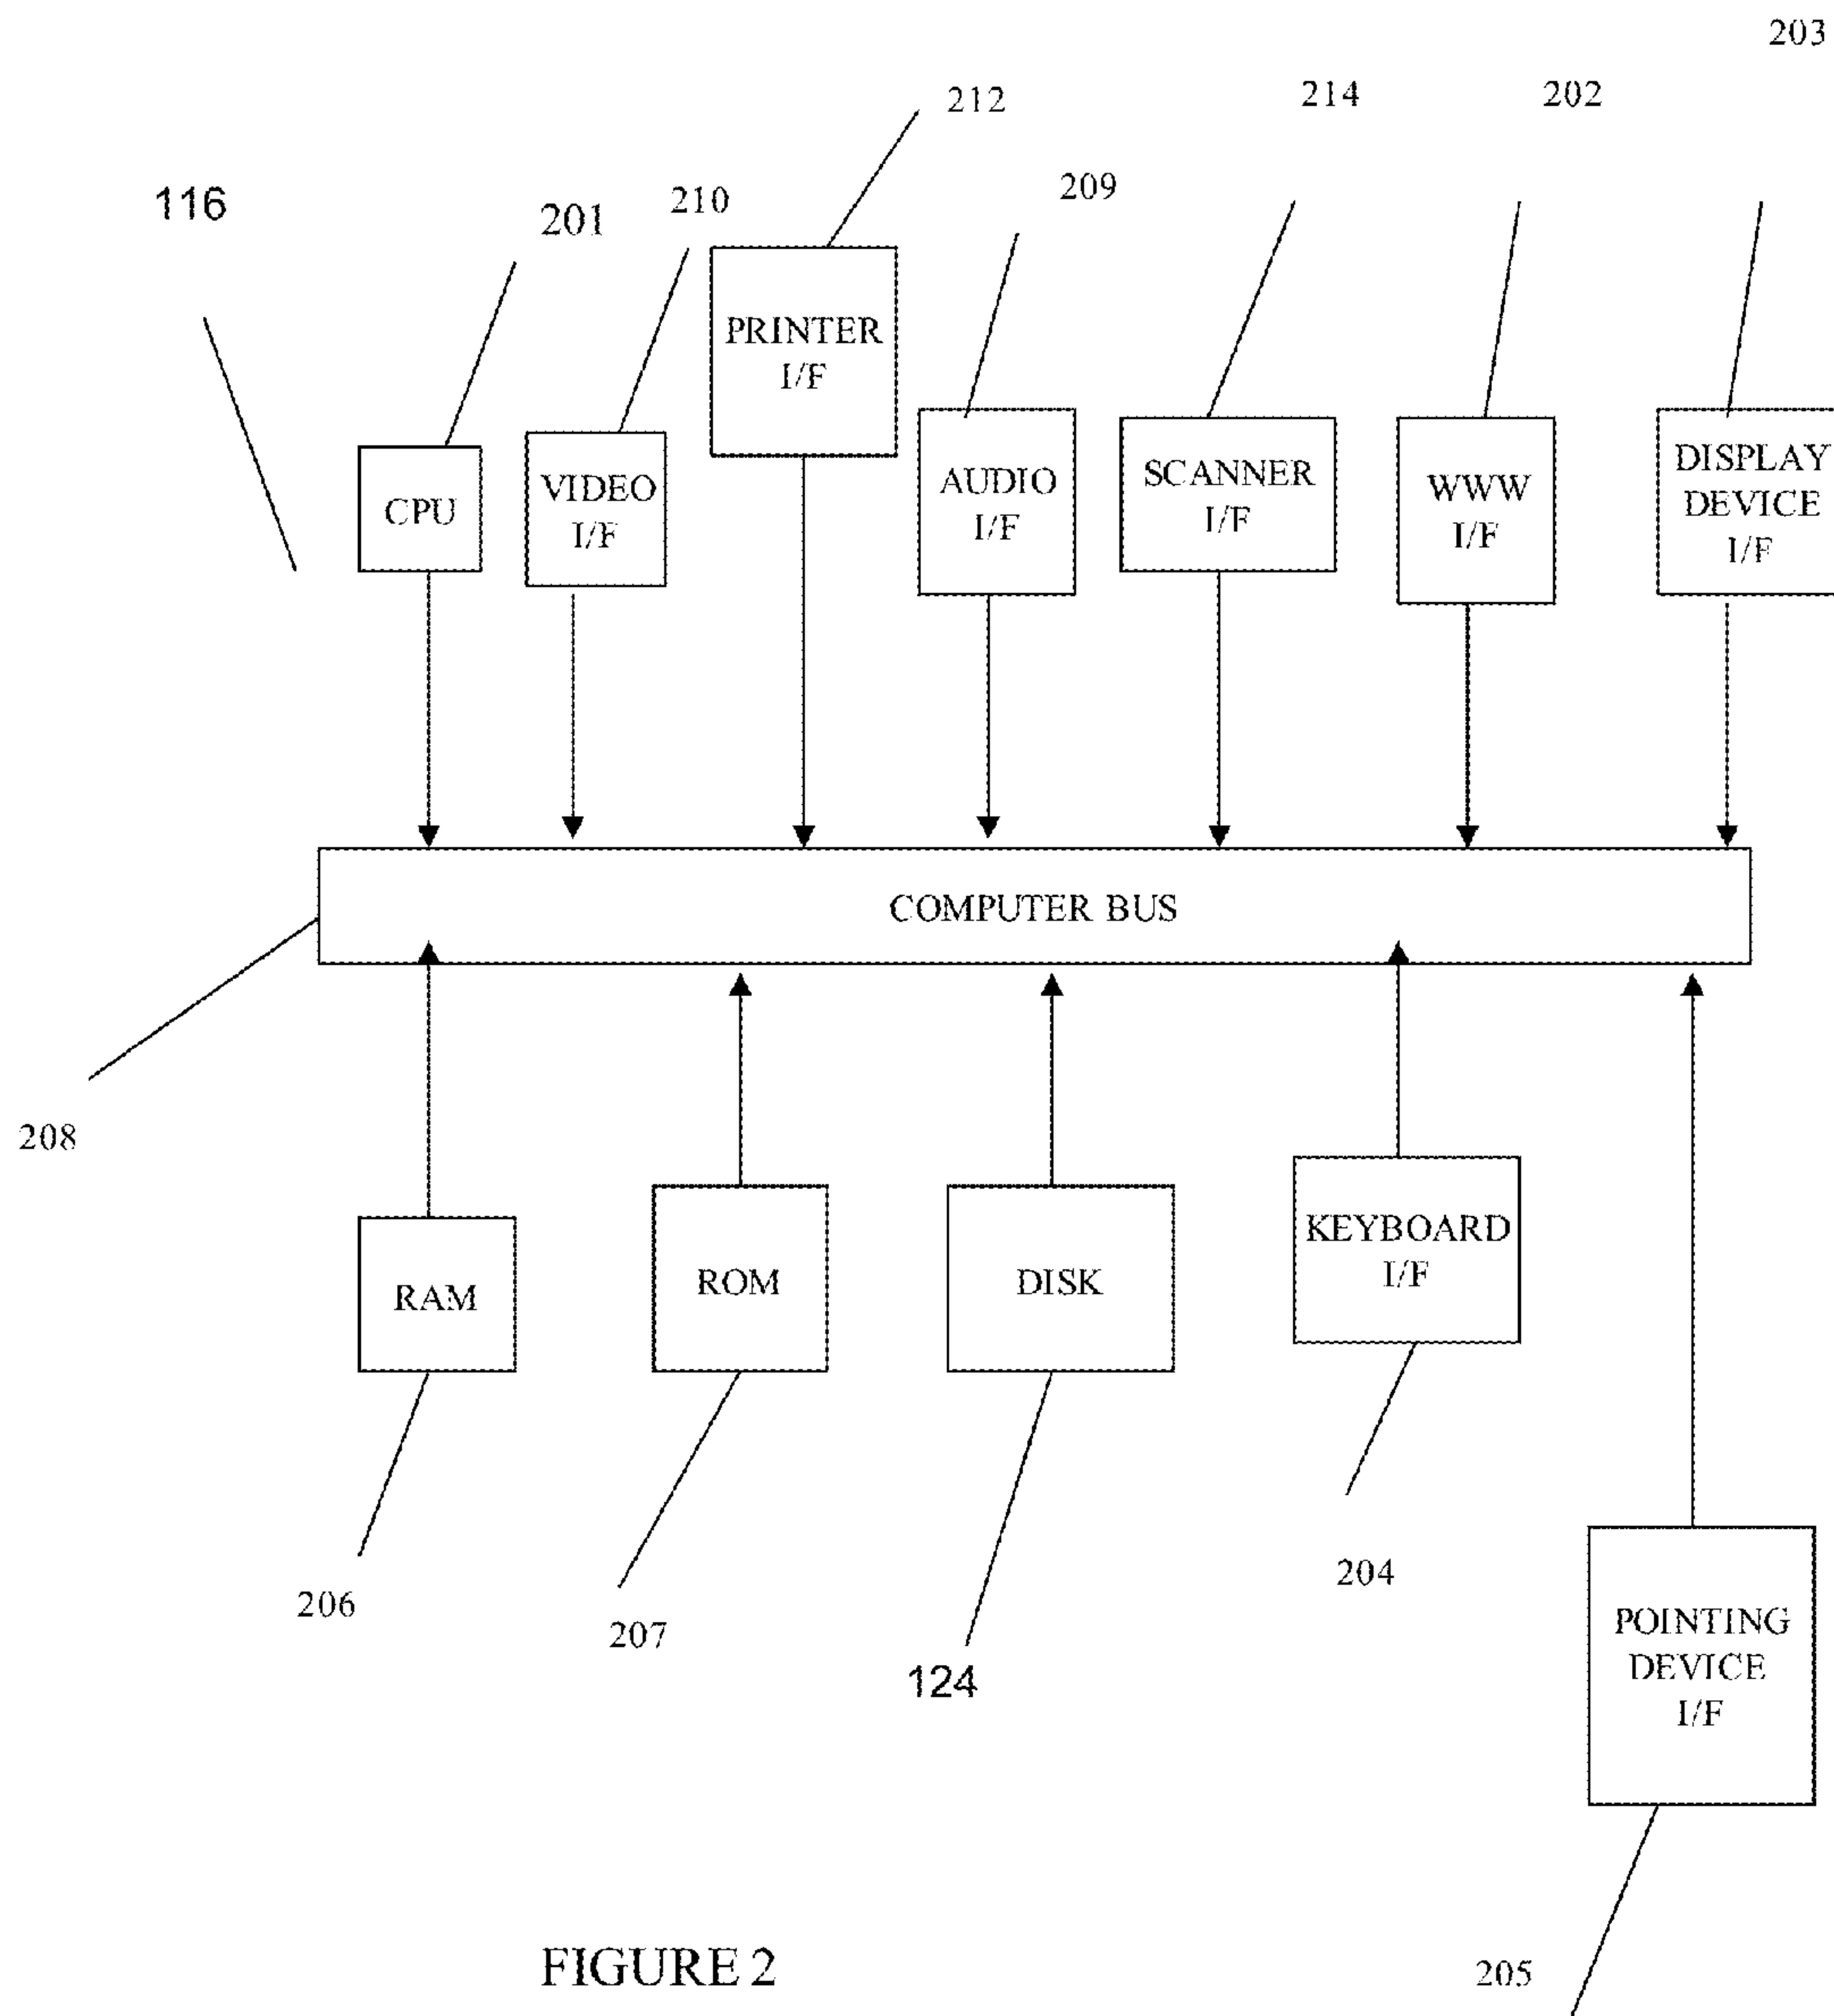 203
212
214
202
116
201
210
209
PRINTER
I/F
CPU
VIDEO
I/F
AUDIO
I/F
SCANNER
I/F
WWW
I/F
DISPLAY
DEVICE
I/F
COMPUTER BUS
208
RAM
ROM
DISK
KEYBOARD
I/F
206
207
124
204
POINTING
DEVICE
I/F
FIGURE 2
205